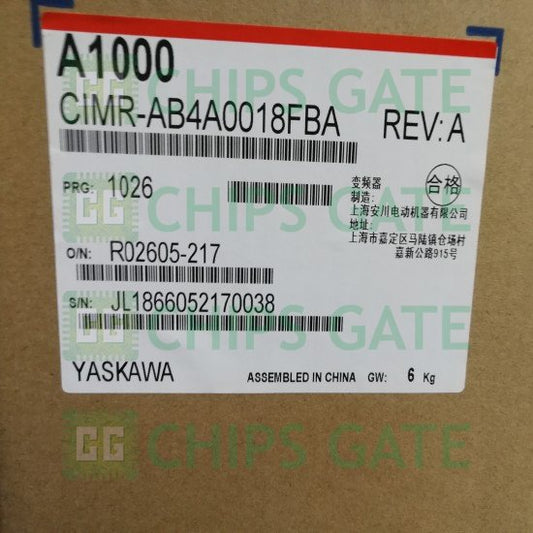 A1000
CIMR-AB4A0018FBA REV: A
PRG: 1026
变频器
合格
制造:
上海安川电动机器有限公司
地址:
上海市嘉定区马陆镇仓场村
嘉新公路915号
O/N: R02605-217
S/N: JL1866052170038
YASKAWA ASSEMBLED IN CHINA GW: 6 Kg
CHIPS GATE
CHIPS GATE
CHIPS GATE
CHIPS GATE